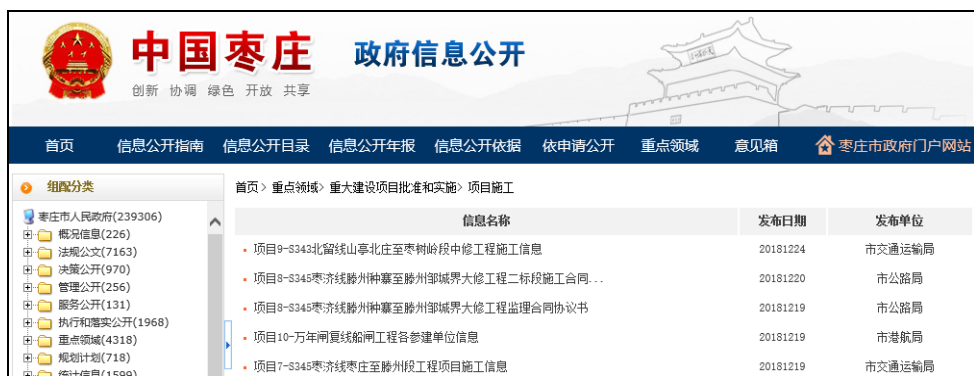 中国枣庄
政府信息公开
创新 协调 绿色 开放 共享
首页 信息公开指南 信息公开目录 信息公开年报 信息公开依据 依申请公开 重点领域 意见箱 枣庄市政府门户网站
组配分类
枣庄市人民政府(239306)
概况信息(226)
法规公文(7163)
决策公开(970)
管理公开(256)
服务公开(131)
执行和落实公开(1968)
重点领域(4318)
规划计划(718)
统计信息(1599)
首页> 重点领域> 重大建设项目批准和实施> 项目施工
信息名称 发布日期 发布单位
项目9-S343北留线山亭北庄至枣树岭段中修工程施工信息 20181224 市交通运输局
项目8-S345枣济线滕州种寨至滕州邹城界大修工程二标段施工合同... 20181220 市公路局
项目8-S345枣济线滕州种寨至滕州邹城界大修工程监理合同协议书 20181219 市公路局
项目10-万年闸复线船闸工程各参建单位信息 20181219 市港航局
项目7-S345枣济线枣庄至滕州段工程项目施工信息 20181219 市交通运输局